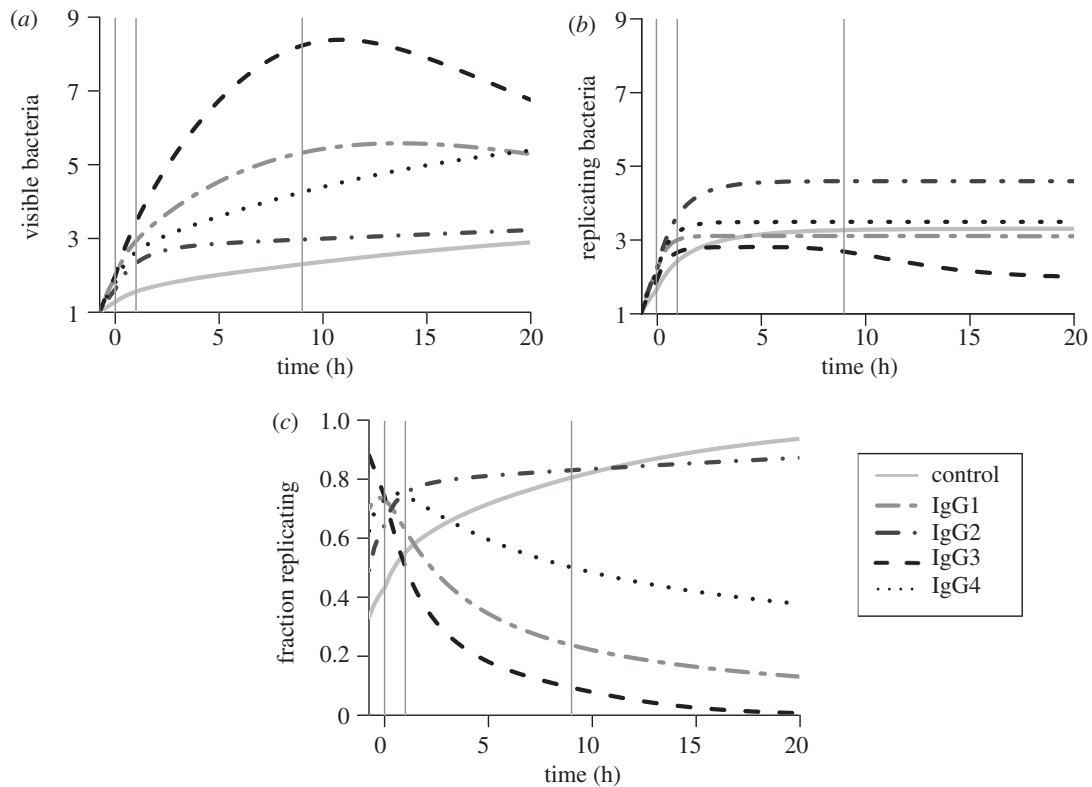 (a)
9
7
5
3
1
visible bacteria
0 5 10 15 20
time (h)
(b)
9
7
5
3
1
replicating bacteria
0 5 10 15 20
time (h)
(c)
1.0
0.8
0.6
0.4
0.2
0
fraction replicating
0 5 10 15 20
time (h)
control
IgG1
IgG2
IgG3
IgG4